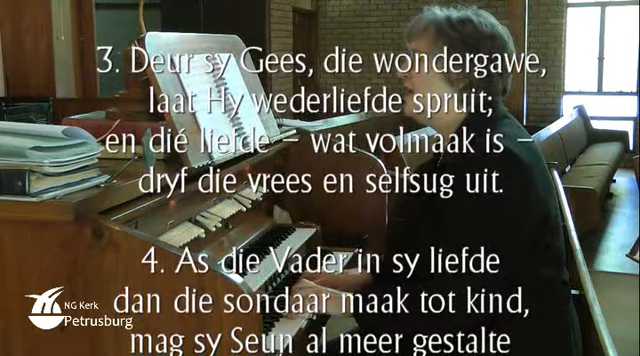 3. Deur sy Gees, die wondergawe,
laat Hy wederliefde spruit;
en dié liefde – wat volmaak is –
dryf die vrees en selfsug uit.
4. As die Vader in sy liefde
dan die sondaar maak tot kind,
mag sy Seun al meer gestalte
NG Kerk
Petrusburg